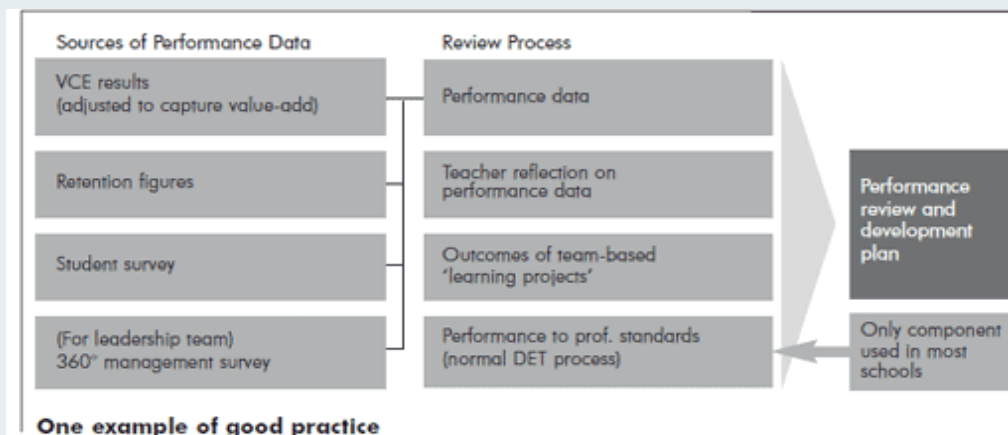 Sources of Performance Data
Review Process
VCE results
(adjusted to capture value-add)
Performance data
Retention figures
Teacher reflection on
performance data
Student survey
Outcomes of team-based
'learning projects'
(For leadership team)
360° management survey
Performance to prof. standards
(normal DET process)
Performance
review and
development
plan
Only component
used in most
schools
One example of good practice